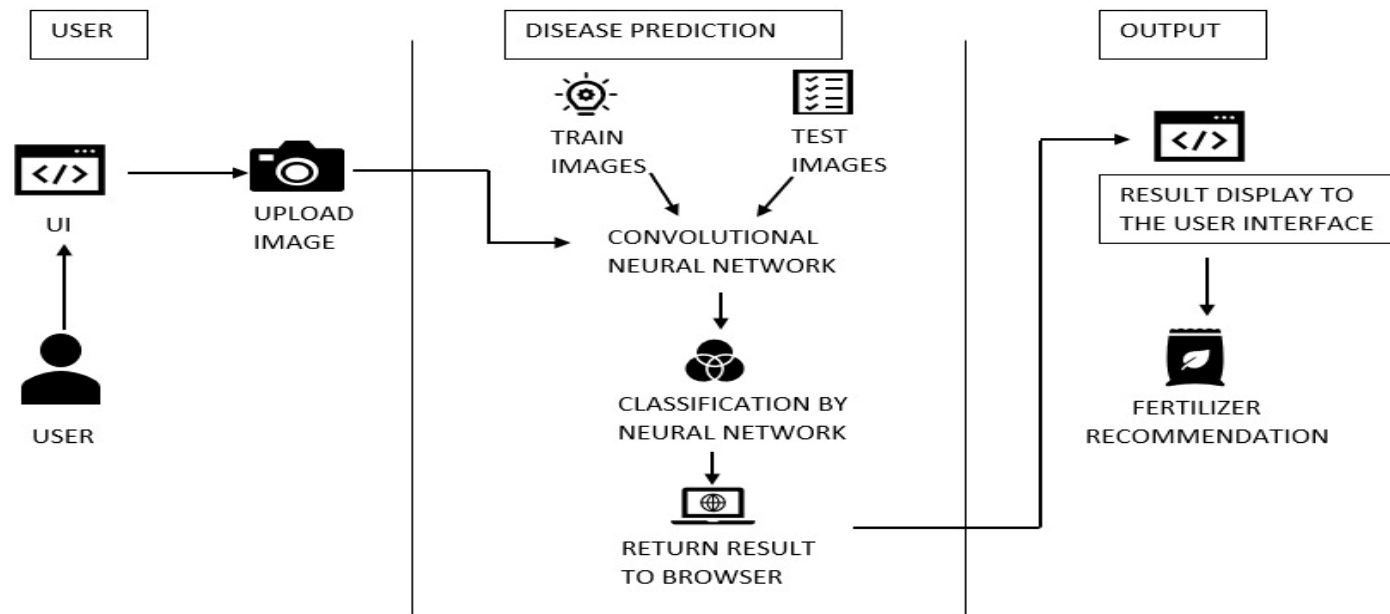 USER
DISEASE PREDICTION
OUTPUT
</>
UI
UPLOAD
IMAGE
USER
TRAIN
IMAGES
TEST
IMAGES
CONVOLUTIONAL
NEURAL NETWORK
CLASSIFICATION BY
NEURAL NETWORK
RETURN RESULT
TO BROWSER
</>
RESULT DISPLAY TO
THE USER INTERFACE
FERTILIZER
RECOMMENDATION